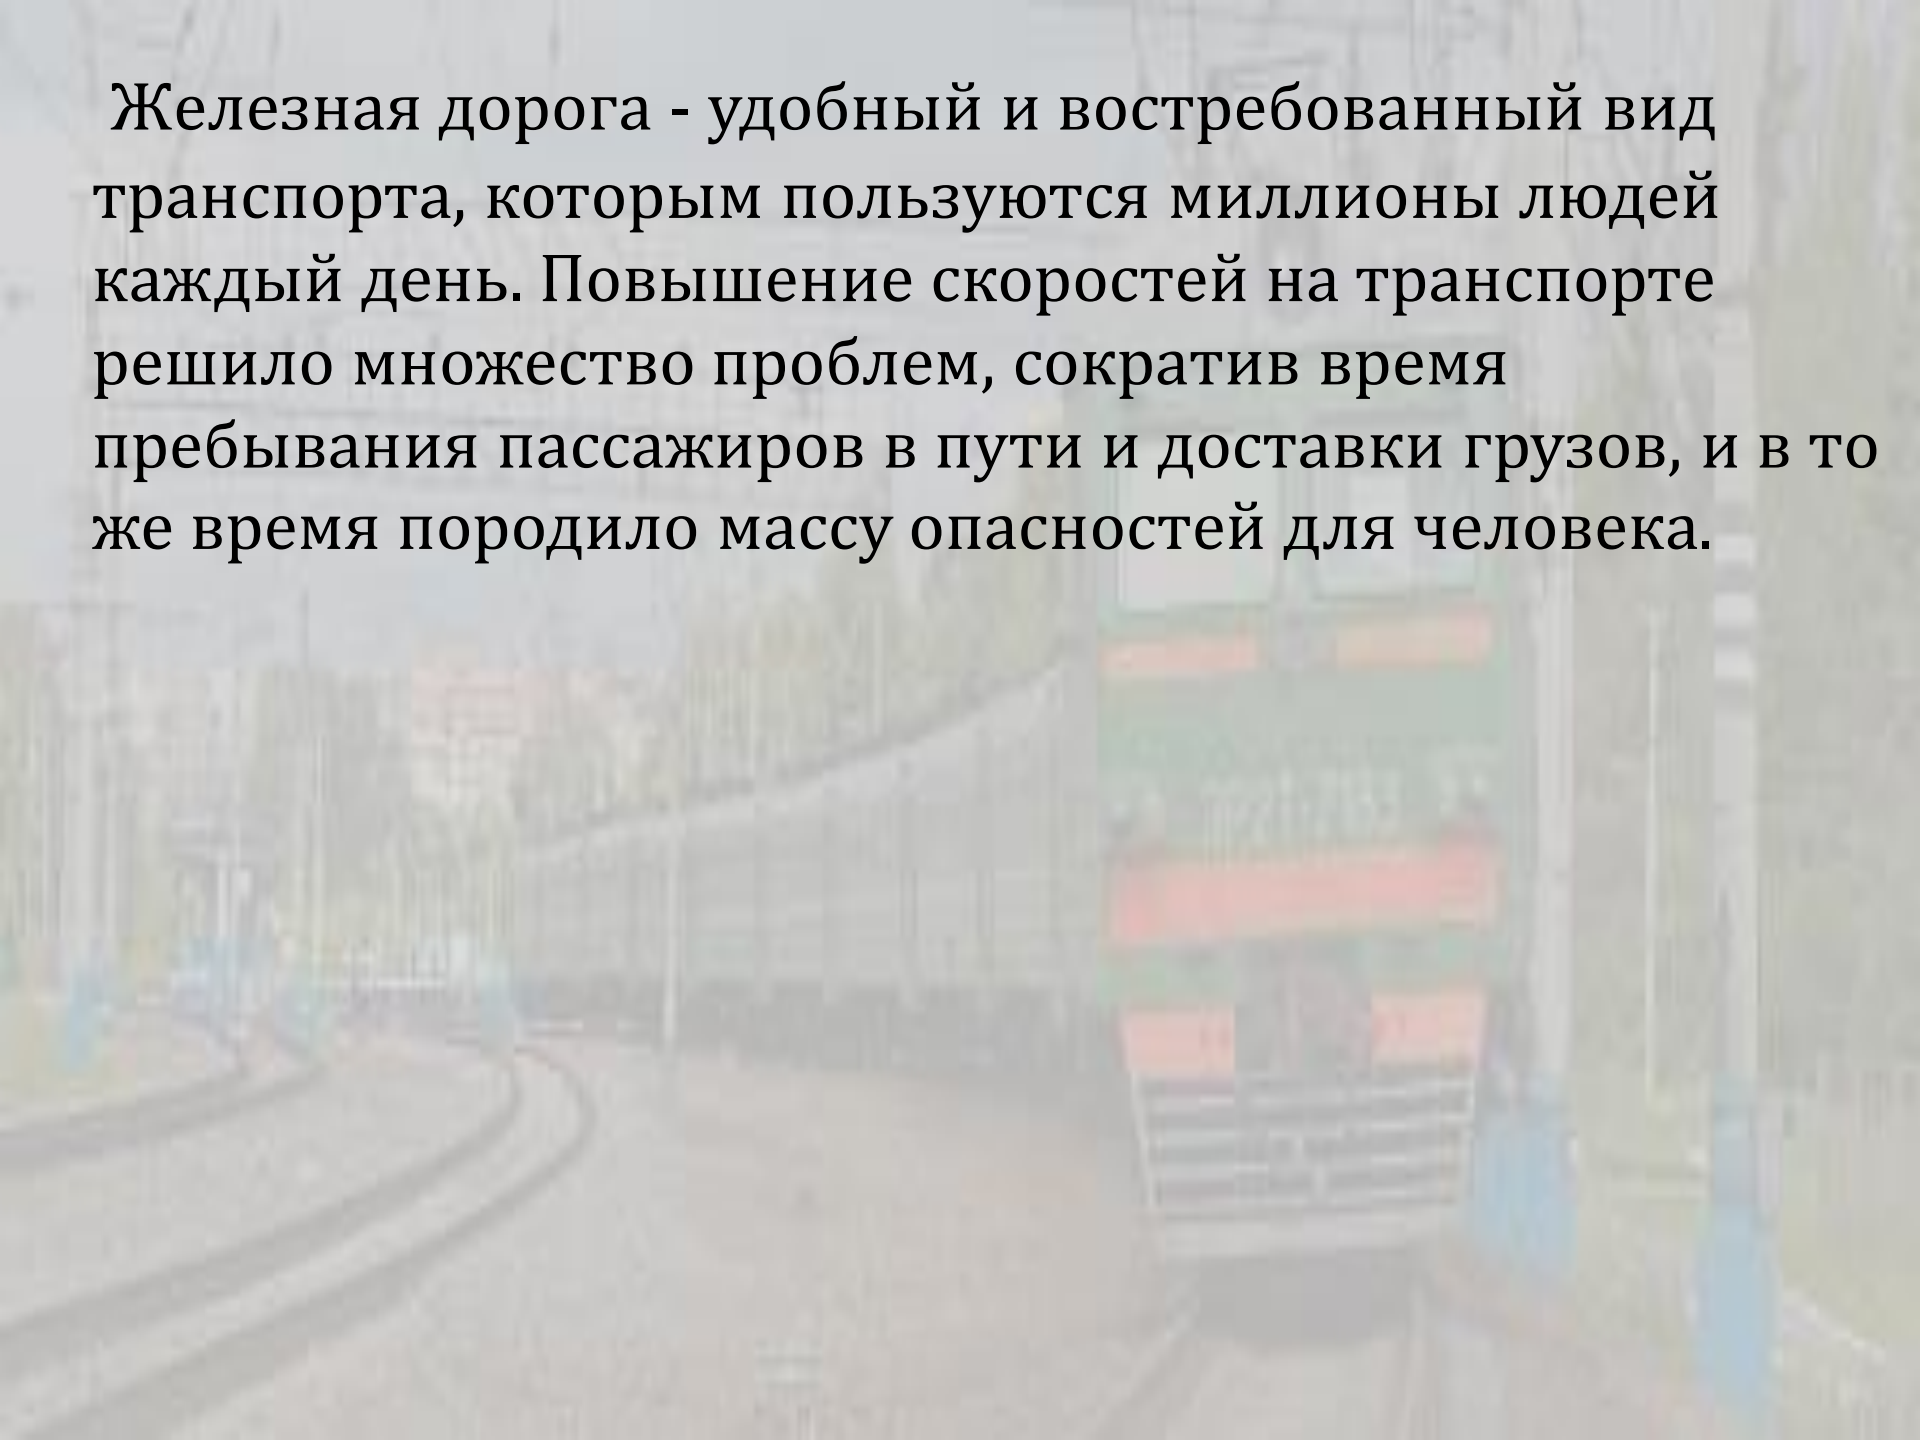 Железная дорога - удобный и востребованный вид
транспорта, которым пользуются миллионы людей
каждый день. Повышение скоростей на транспорте
решило множество проблем, сократив время
пребывания пассажиров в пути и доставки грузов, и в то
же время породило массу опасностей для человека.